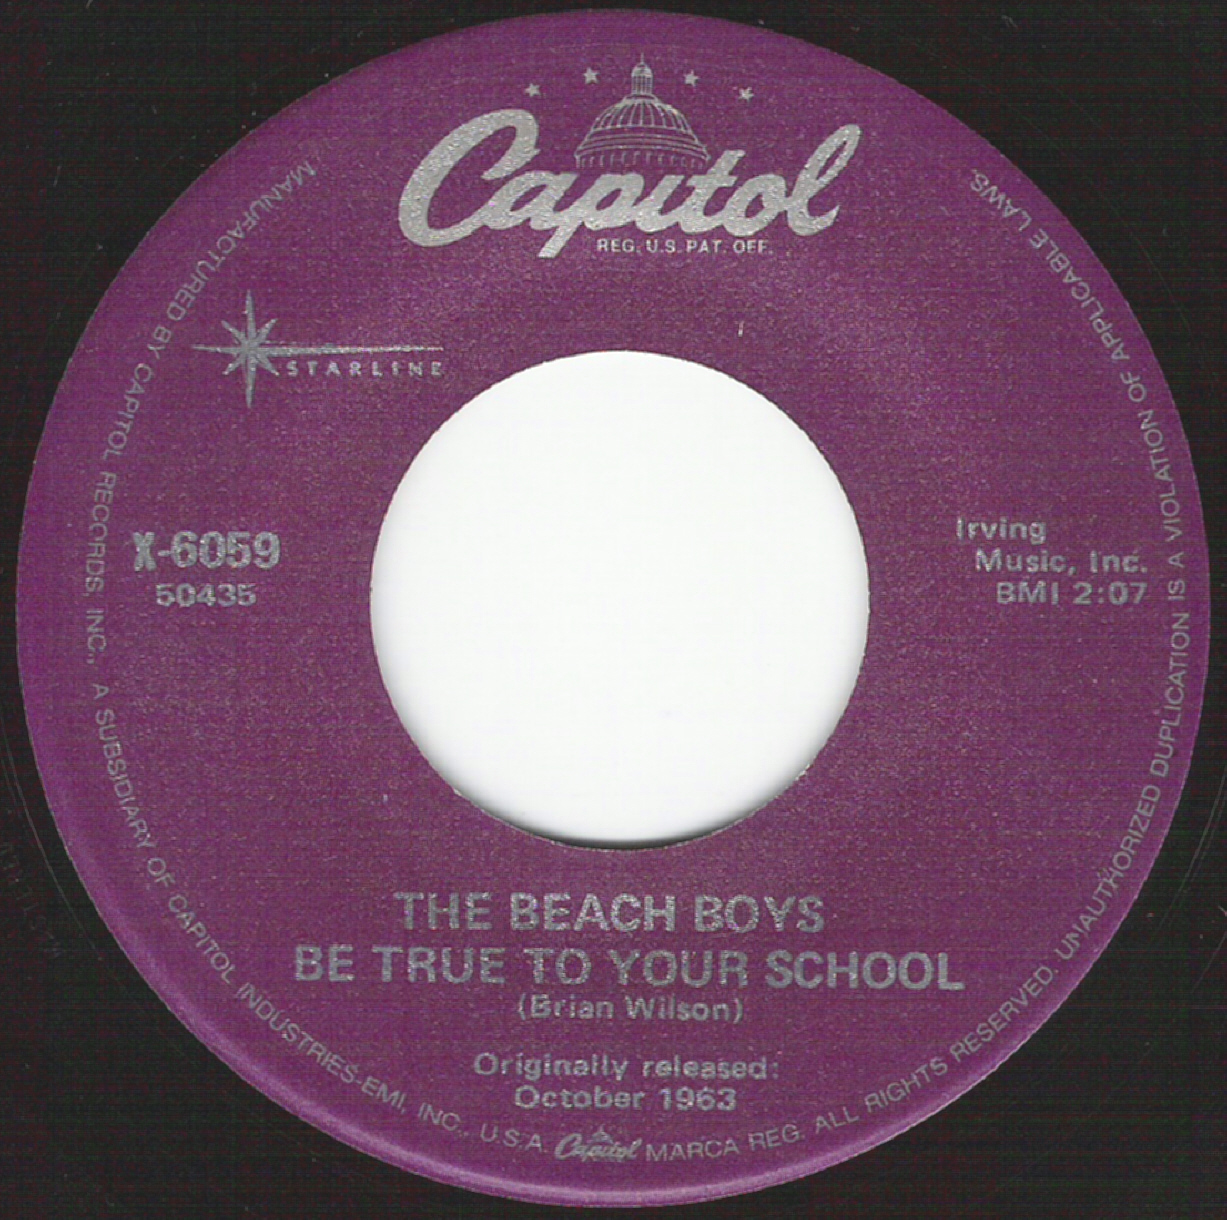 Capitol
REG. U.S. PAT. OFF.
STARLINE
X-6059
50435
Irving
Music, Inc.
BMI 2:07
THE BEACH BOYS
BE TRUE TO YOUR SCHOOL
(Brian Wilson)
Originally released:
October 1963
MANUFACTURED BY CAPITOL RECORDS, INC., A SUBSIDIARY OF CAPITOL INDUSTRIES-EMI, INC., U.S.A. Capitol MARCA REG. ALL RIGHTS RESERVED. UNAUTHORIZED DUPLICATION IS A VIOLATION OF APPLICABLE LAWS.